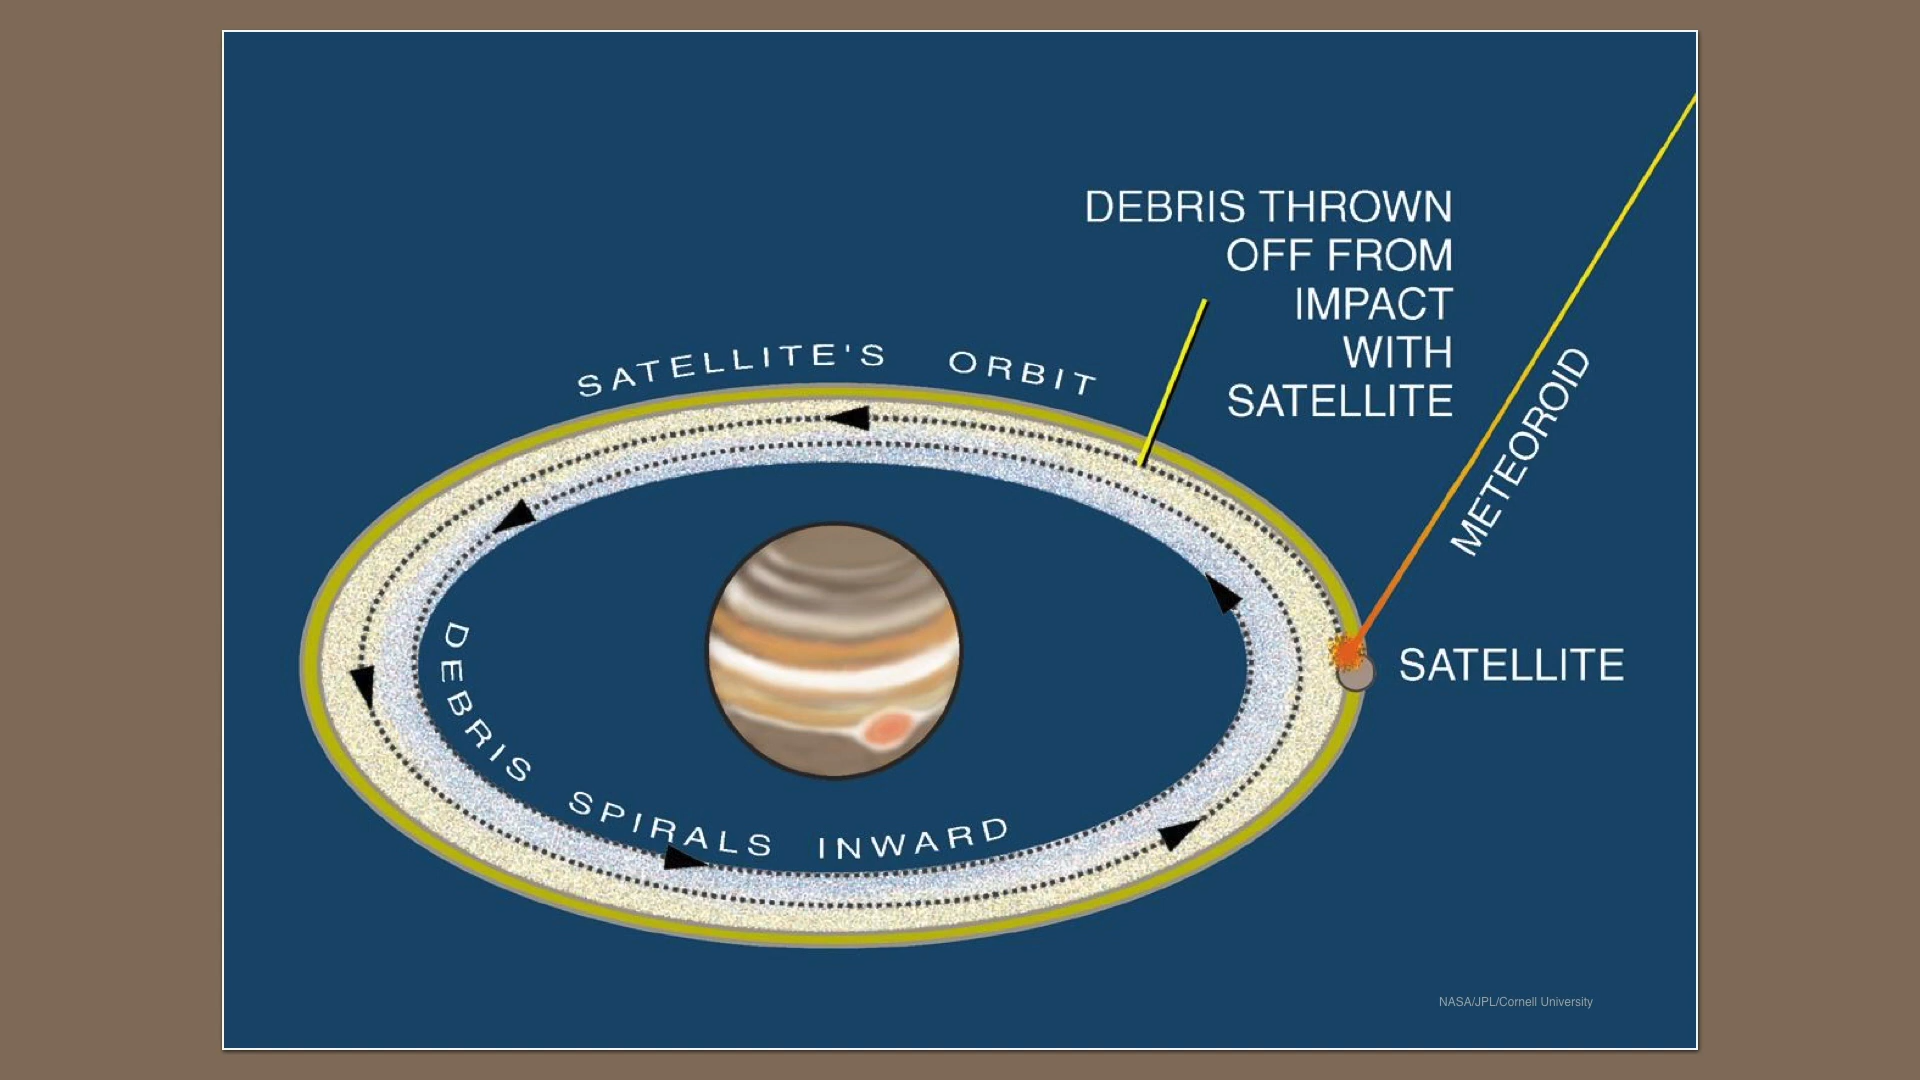 DEBRIS THROWN
OFF FROM
IMPACT
WITH
SATELLITE
SATELLITE'S ORBIT
METEOROID
SATELLITE
DEBRIS SPIRALS INWARD
NASA/JPL/Cornell University